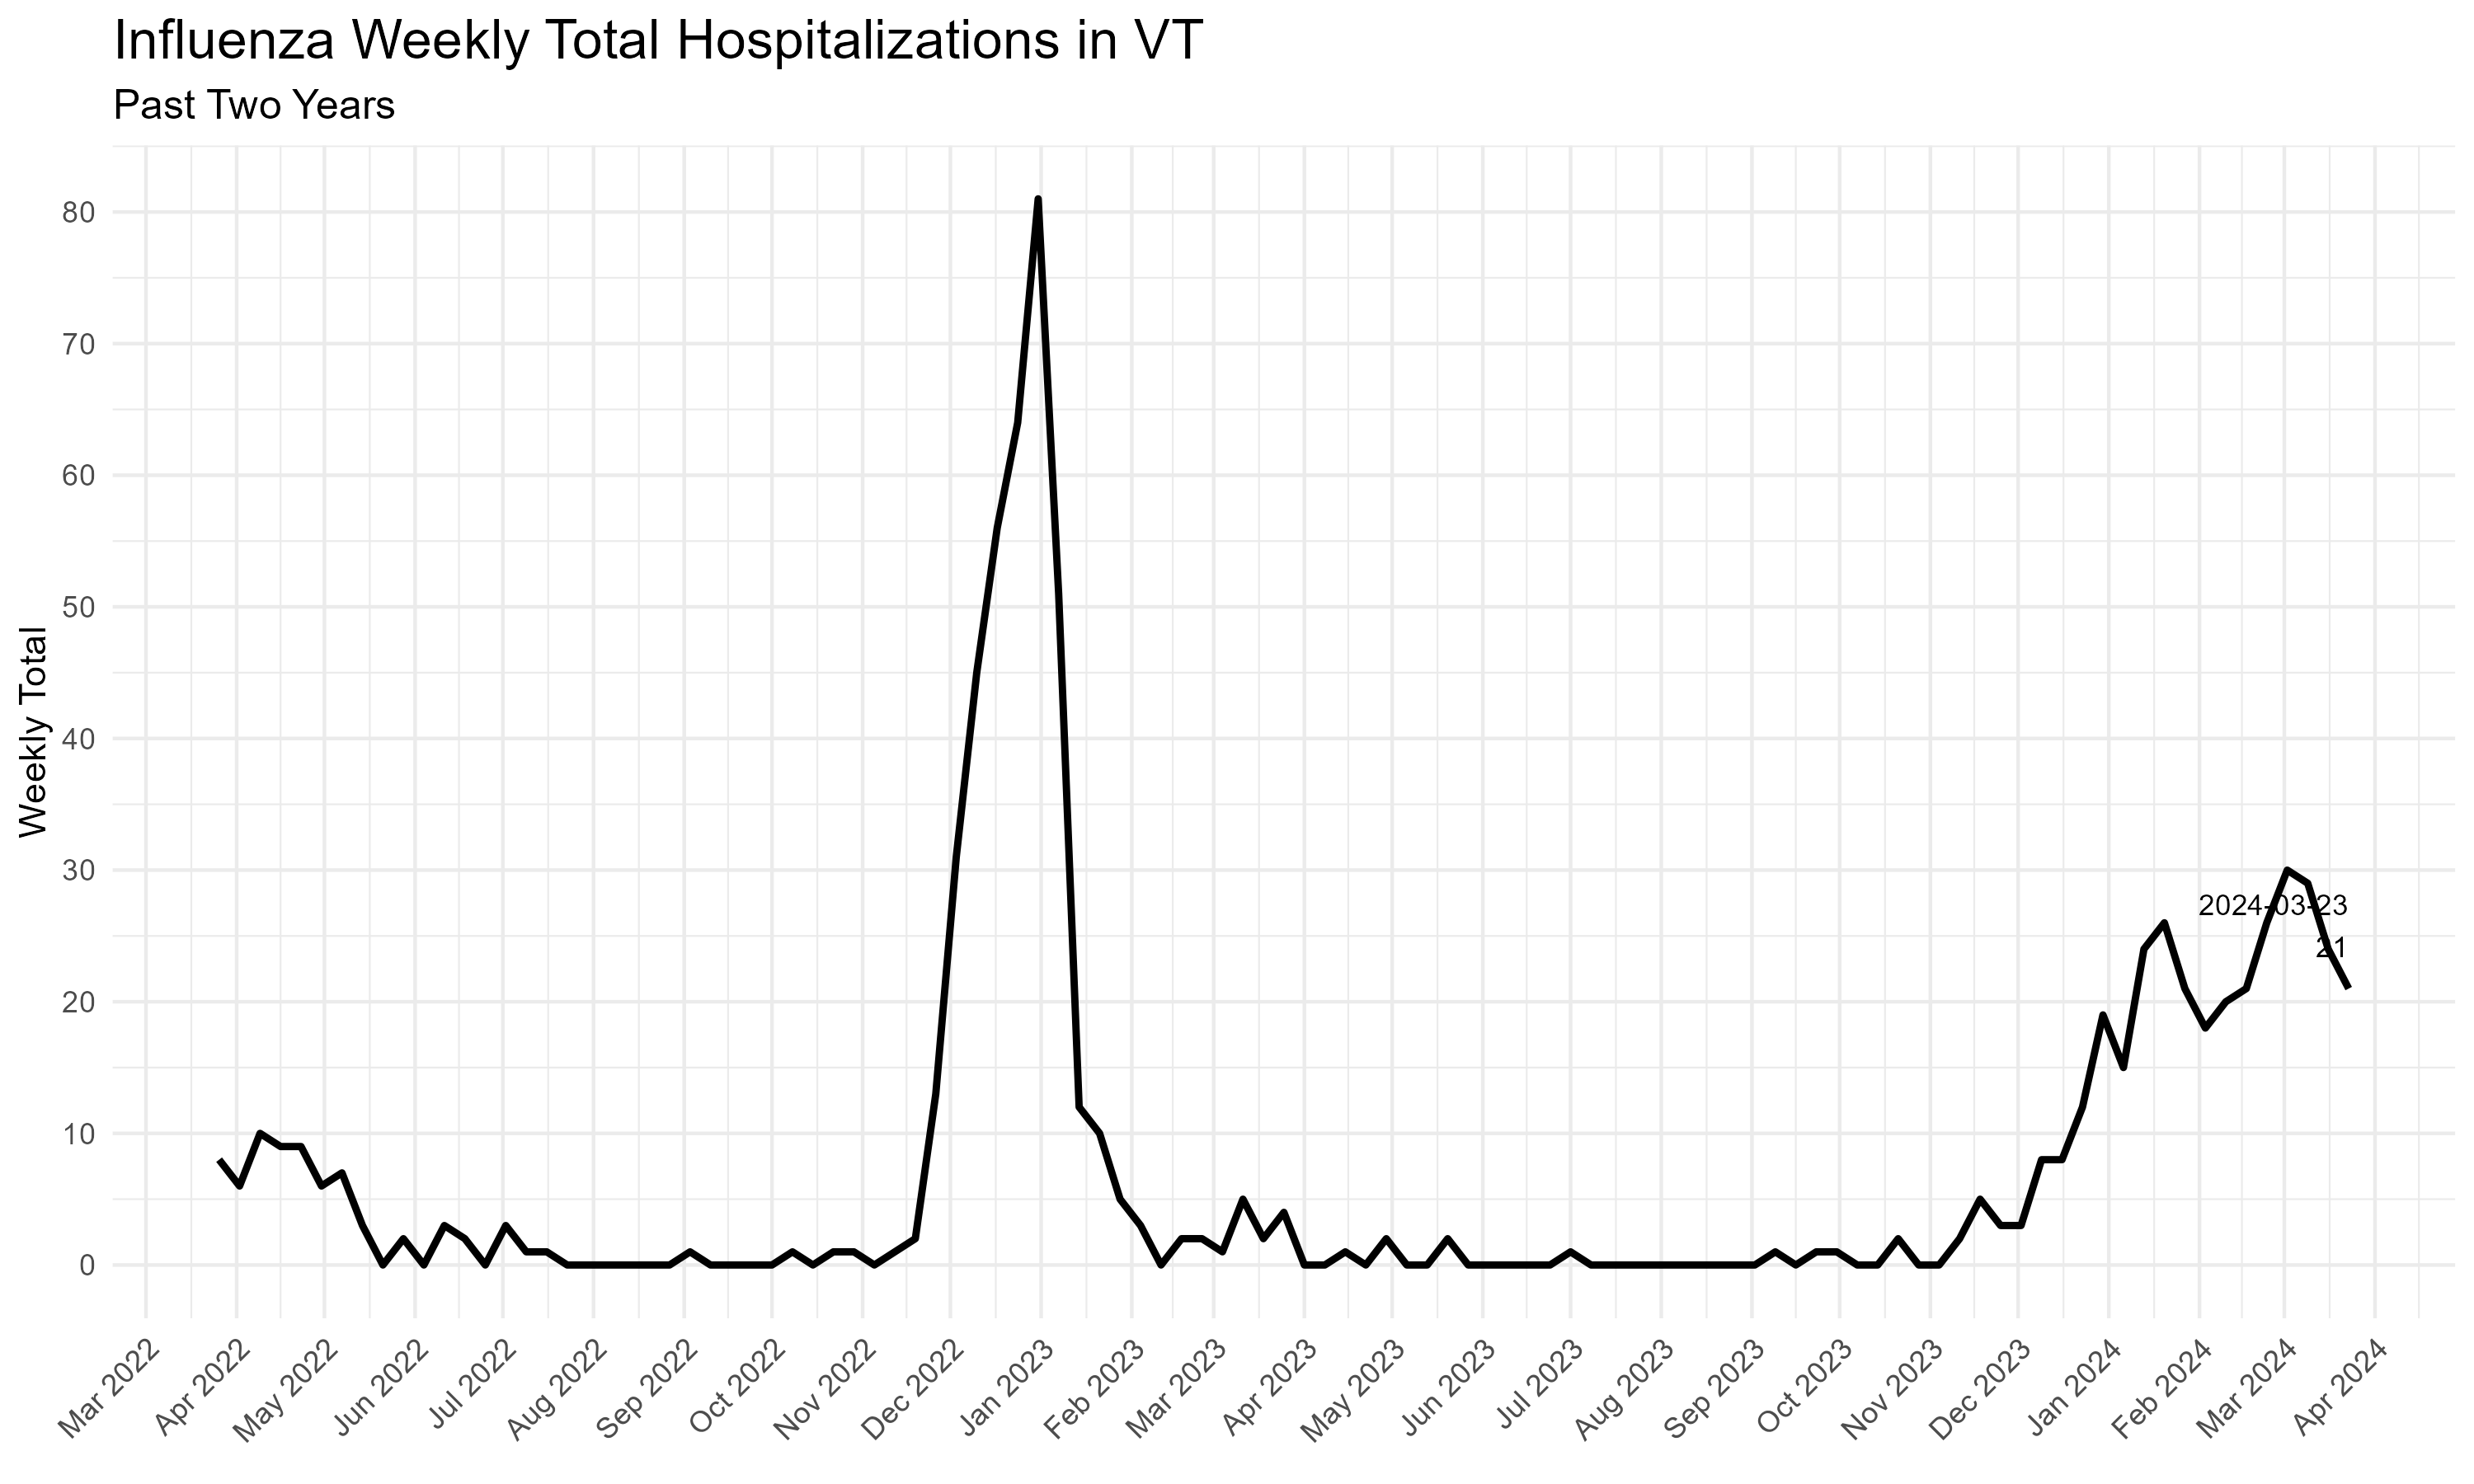 Influenza Weekly Total Hospitalizations in VT
Past Two Years
Weekly Total
80
70
60
50
40
30
20
10
0
2024-03-23
21
Mar 2022
Apr 2022
May 2022
Jun 2022
Jul 2022
Aug 2022
Sep 2022
Oct 2022
Nov 2022
Dec 2022
Jan 2023
Feb 2023
Mar 2023
Apr 2023
May 2023
Jun 2023
Jul 2023
Aug 2023
Sep 2023
Oct 2023
Nov 2023
Dec 2023
Jan 2024
Feb 2024
Mar 2024
Apr 2024